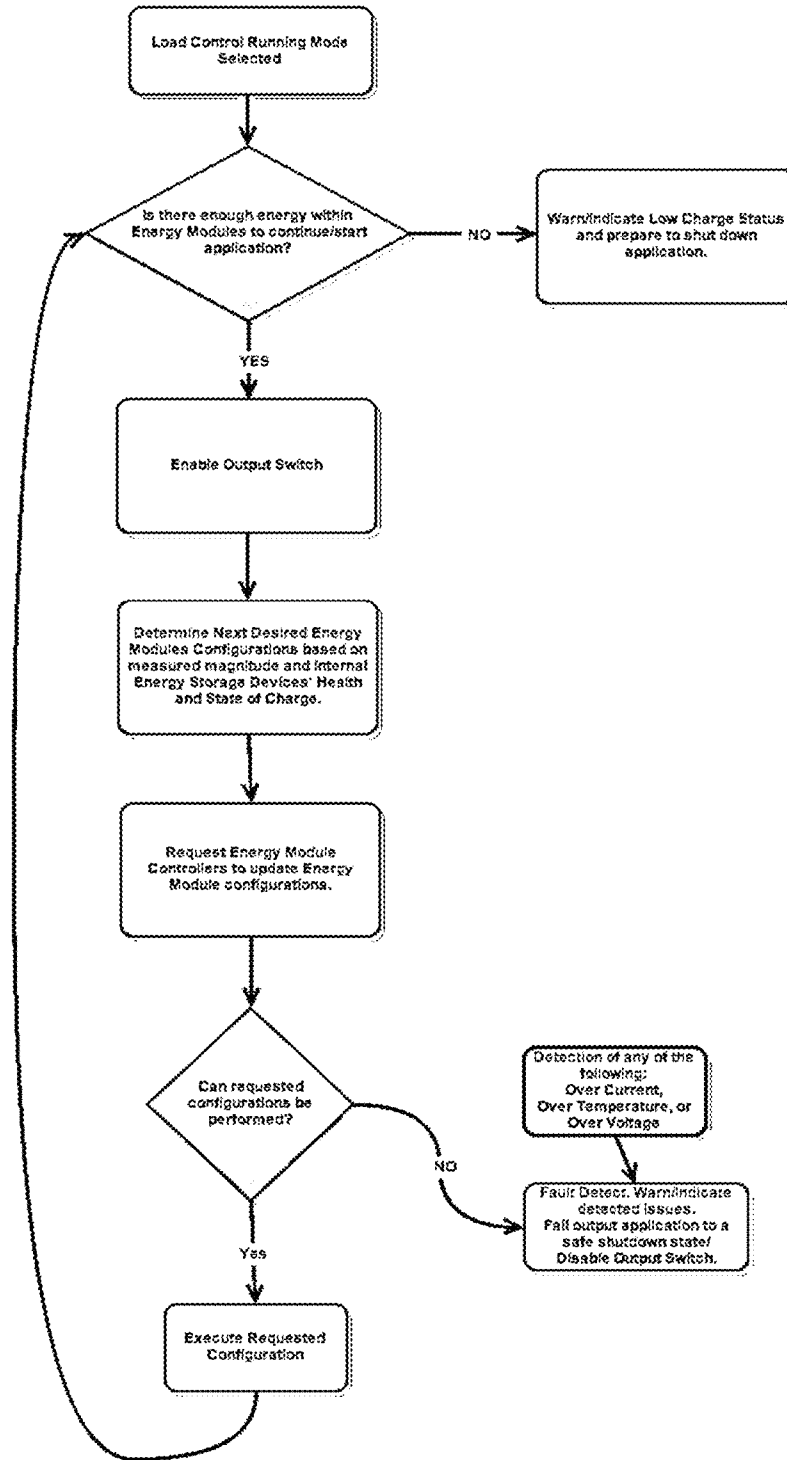 Load Control Running Mode
Selected
Is there enough energy within
Energy Modules to continue/start
application?
NO
Warn/Indicate Low Charge Status
and prepare to shut down
application.
YES
Enable Output Switch
Determine Next Desired Energy
Modules Configurations based on
measured magnitude and internal
Energy Storage Devices' Health
and State of Charge.
Request Energy Module
Controllers to update Energy
Module configurations.
Can requested
configurations be
performed?
NO
Detection of any of the
following:
Over Current,
Over Temperature, or
Over Voltage
Fault Detect. Warn/Indicate
detected issues.
Fail output application to a
safe shutdown state/
Disable Output Switch.
Yes
Execute Requested
Configuration